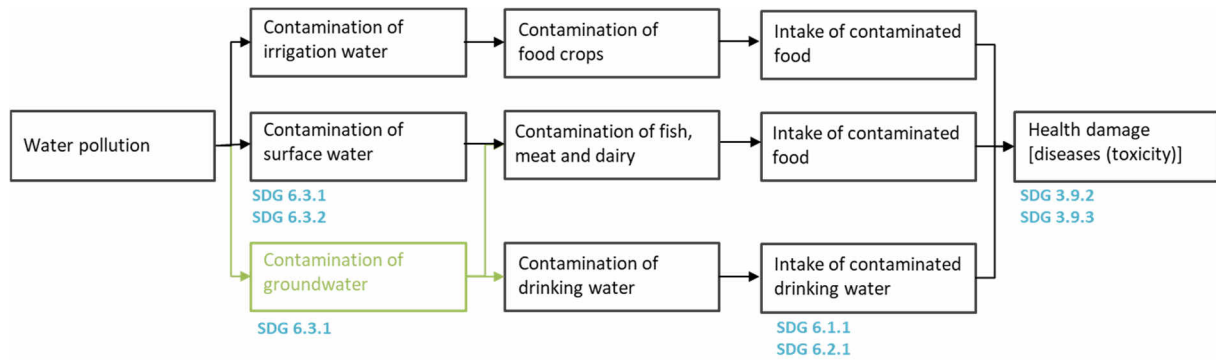 Contamination of
irrigation water
Contamination of
food crops
Intake of contaminated
food
Water pollution
Contamination of
surface water
Contamination of fish,
meat and dairy
Intake of contaminated
food
Health damage
[diseases (toxicity)]
SDG 6.3.1
SDG 6.3.2
SDG 3.9.2
SDG 3.9.3
Contamination of
groundwater
Contamination of
drinking water
Intake of contaminated
drinking water
SDG 6.3.1
SDG 6.1.1
SDG 6.2.1